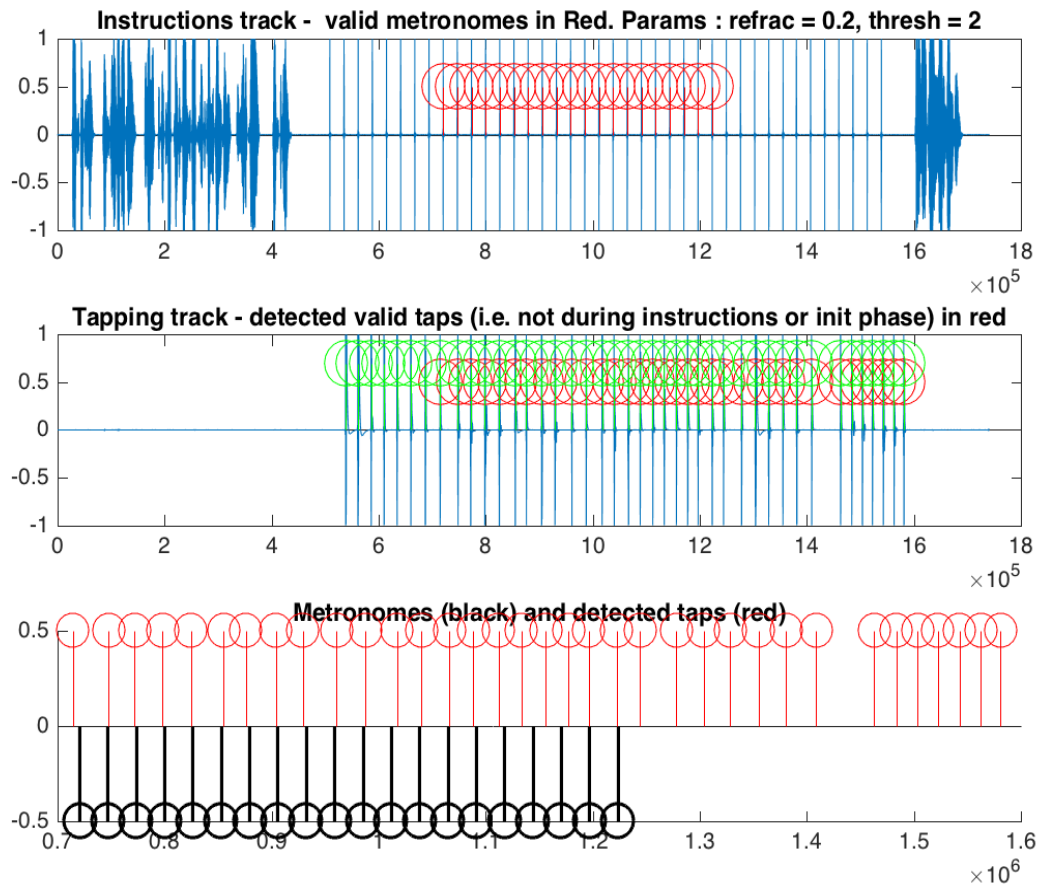 Instructions track -  valid metronomes in Red. Params : refrac = 0.2, thresh = 2
1
0.5
0
-0.5
-1
0 2 4 6 8 10 12 14 16 18
×10^5
Tapping track - detected valid taps (i.e. not during instructions or init phase) in red
1
0.5
0
-0.5
-1
0 2 4 6 8 10 12 14 16 18
×10^5
Metronomes (black) and detected taps (red)
0.5
0
-0.5
0.7 0.8 0.9 1 1.1 1.2 1.3 1.4 1.5 1.6
×10^6